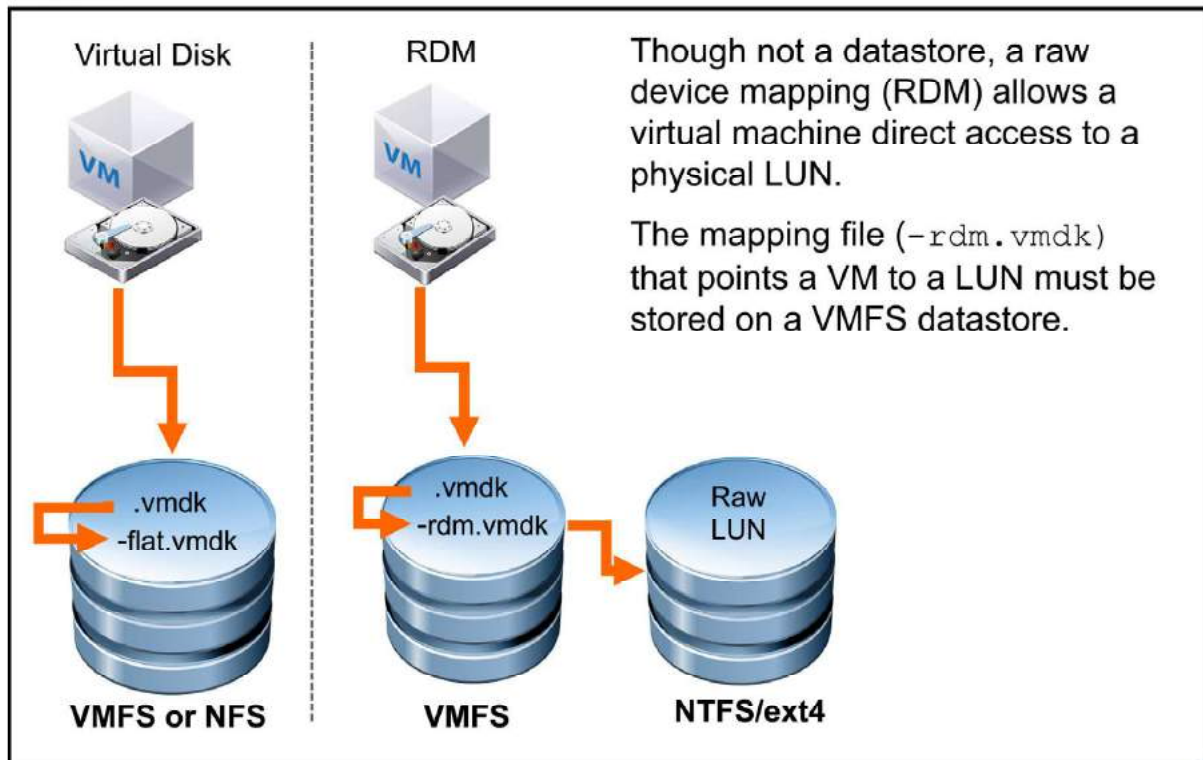 Virtual Disk
RDM
Though not a datastore, a raw
device mapping (RDM) allows a
virtual machine direct access to a
physical LUN.
The mapping file (-rdm.vmdk)
that points a VM to a LUN must be
stored on a VMFS datastore.
VM
VM
.vmdk
-flat.vmdk
.vmdk
-rdm.vmdk
Raw
LUN
VMFS or NFS
VMFS
NTFS/ext4